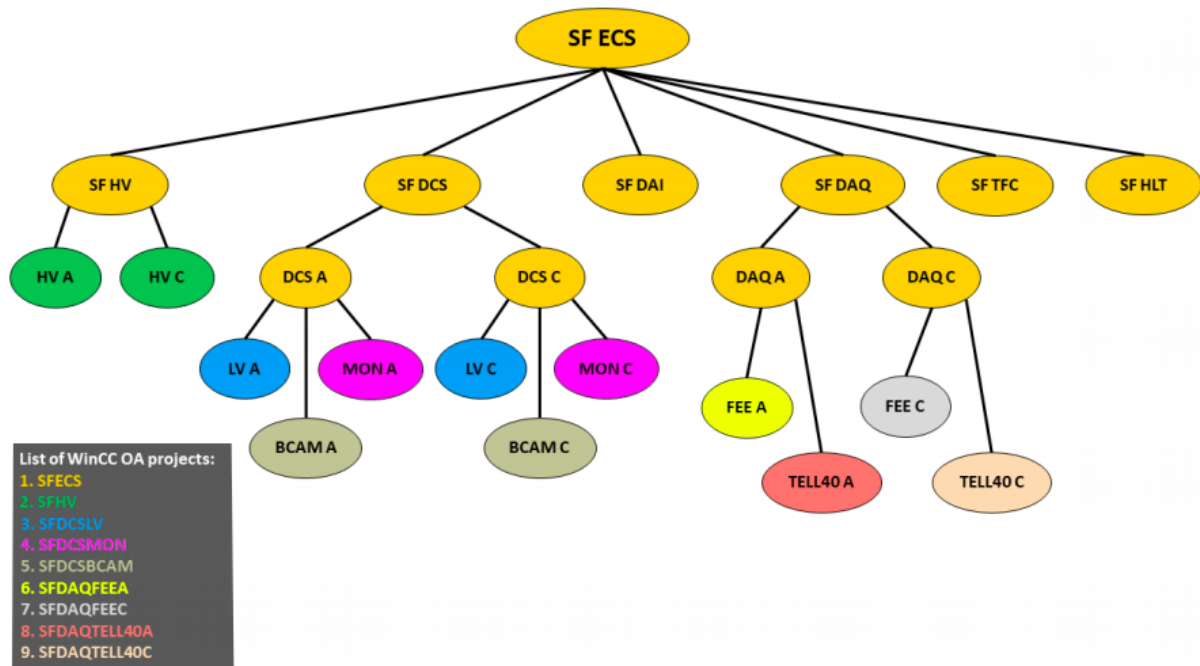 SF ECS
SF HV
SF DCS
SF DAI
SF DAQ
SF TFC
SF HLT
HV A
HV C
DCS A
DCS C
DAQ A
DAQ C
LV A
MON A
LV C
MON C
FEE A
FEE C
BCAM A
BCAM C
TELL40 A
TELL40 C
List of WinCC OA projects:
1. SFECS
2. SFHV
3. SFDCSLV
4. SFDCSMON
5. SFDCSBCAM
6. SFDAQFEEA
7. SFDAQFEEC
8. SFDAQTELL40A
9. SFDAQTELL40C